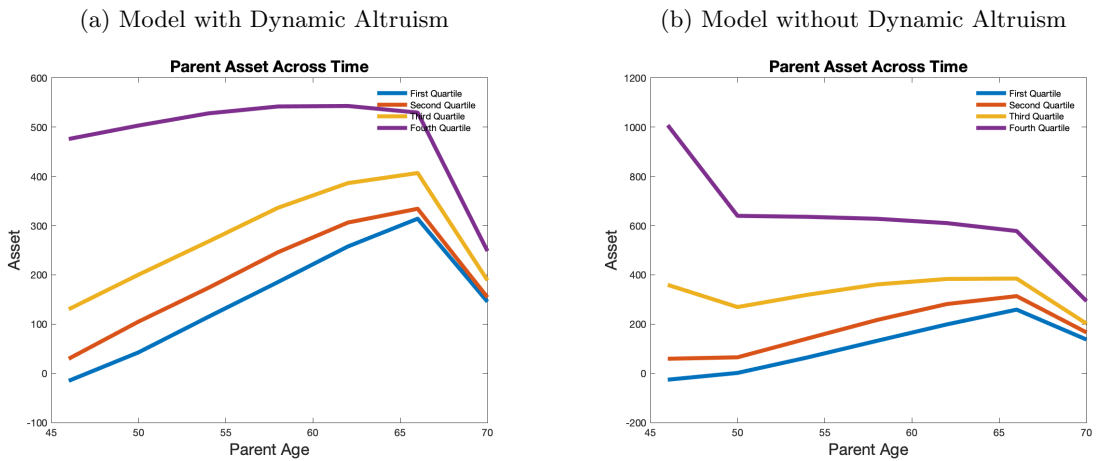 (a) Model with Dynamic Altruism
Parent Asset Across Time
600
500
400
300
200
100
0
-100
45
50
55
60
65
70
Asset
Parent Age
First Quartile
Second Quartile
Third Quartile
Fourth Quartile
(b) Model without Dynamic Altruism
Parent Asset Across Time
1200
1000
800
600
400
200
0
-200
45
50
55
60
65
70
Asset
Parent Age
First Quartile
Second Quartile
Third Quartile
Fourth Quartile